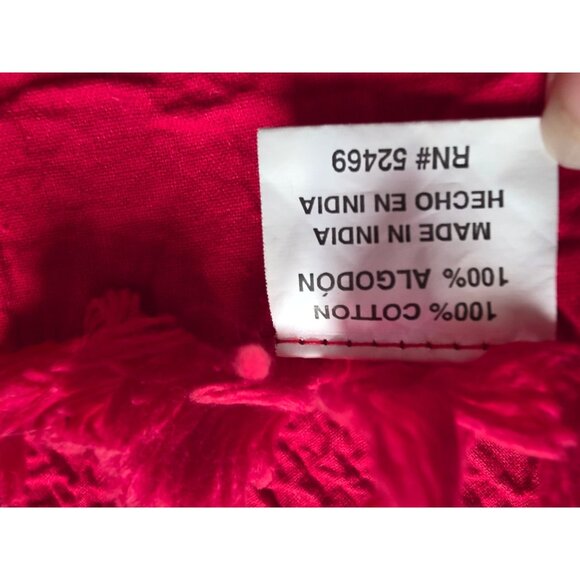 100% COTTON
100% ALGODÓN
MADE IN INDIA
HECHO EN INDIA
RN# 52469